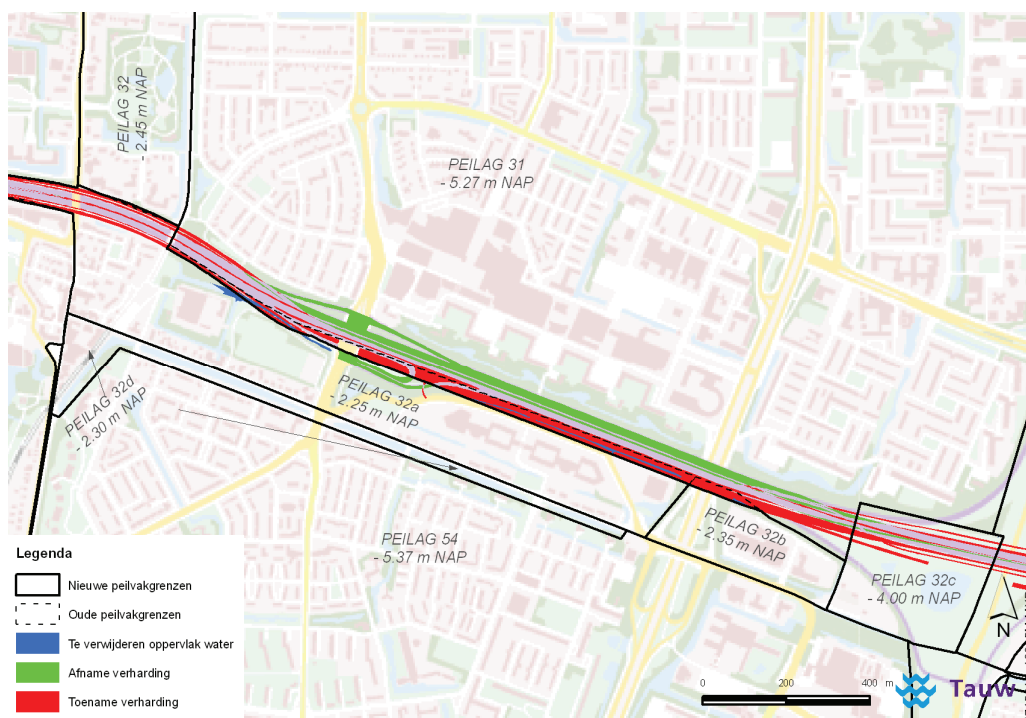 PEILAG 32
- 2.45 m NAP
PEILAG 31
- 5.27 m NAP
PEILAG 32d
- 2.30 m NAP
PEILAG 32a
- 2.25 m NAP
PEILAG 54
- 5.37 m NAP
PEILAG 32b
- 2.35 m NAP
PEILAG 32c
- 4.00 m NAP
Legenda
Nieuwe peilvakgrenzen
Oude peilvakgrenzen
Te verwijderen oppervlak water
Afname verharding
Toename verharding
0 200 400 m
N
Tauw